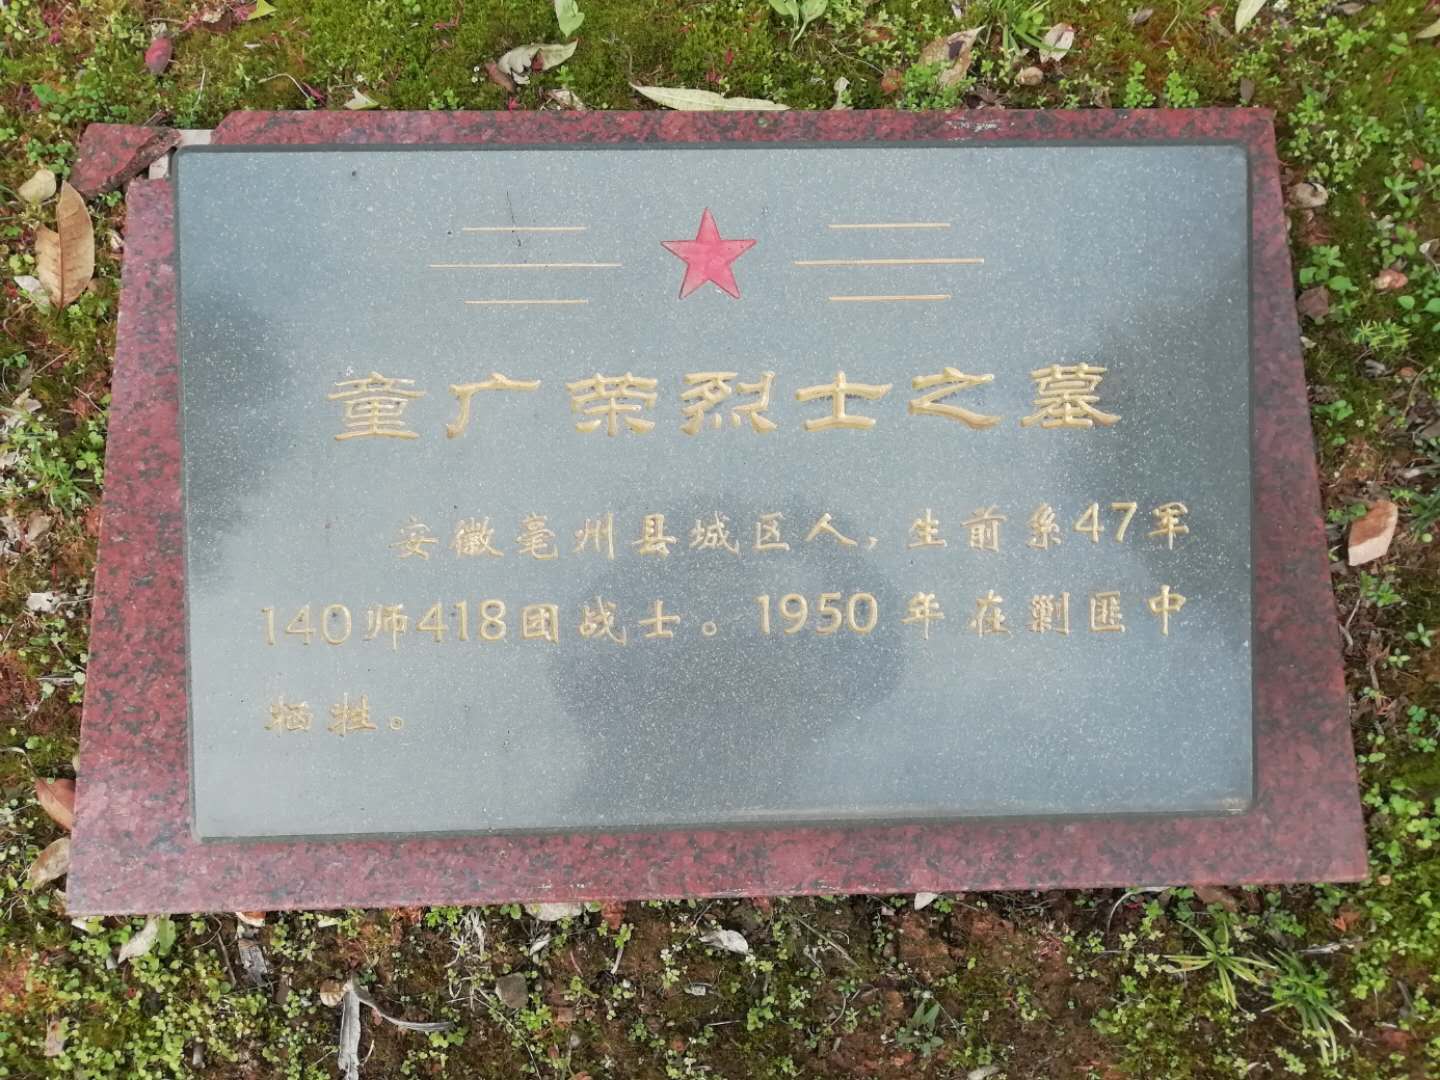 童广荣烈士之墓
安徽亳州县城区人,生前系47军
140师418团战士。1950年在剿匪中
牺牲。